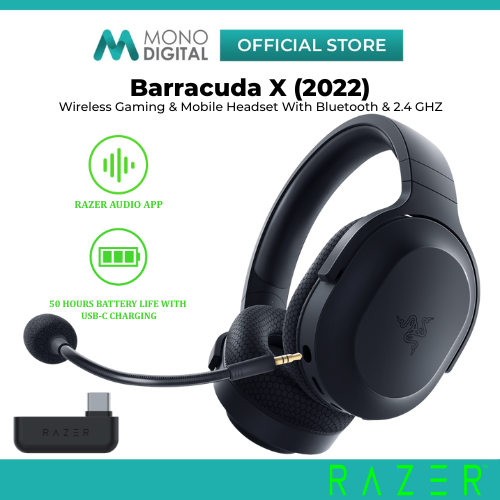 MONO
DIGITAL
OFFICIAL STORE
Barracuda X (2022)
Wireless Gaming & Mobile Headset With Bluetooth & 2.4 GHZ
RAZER AUDIO APP
50 HOURS BATTERY LIFE WITH
USB-C CHARGING
RAZER
RAZER™